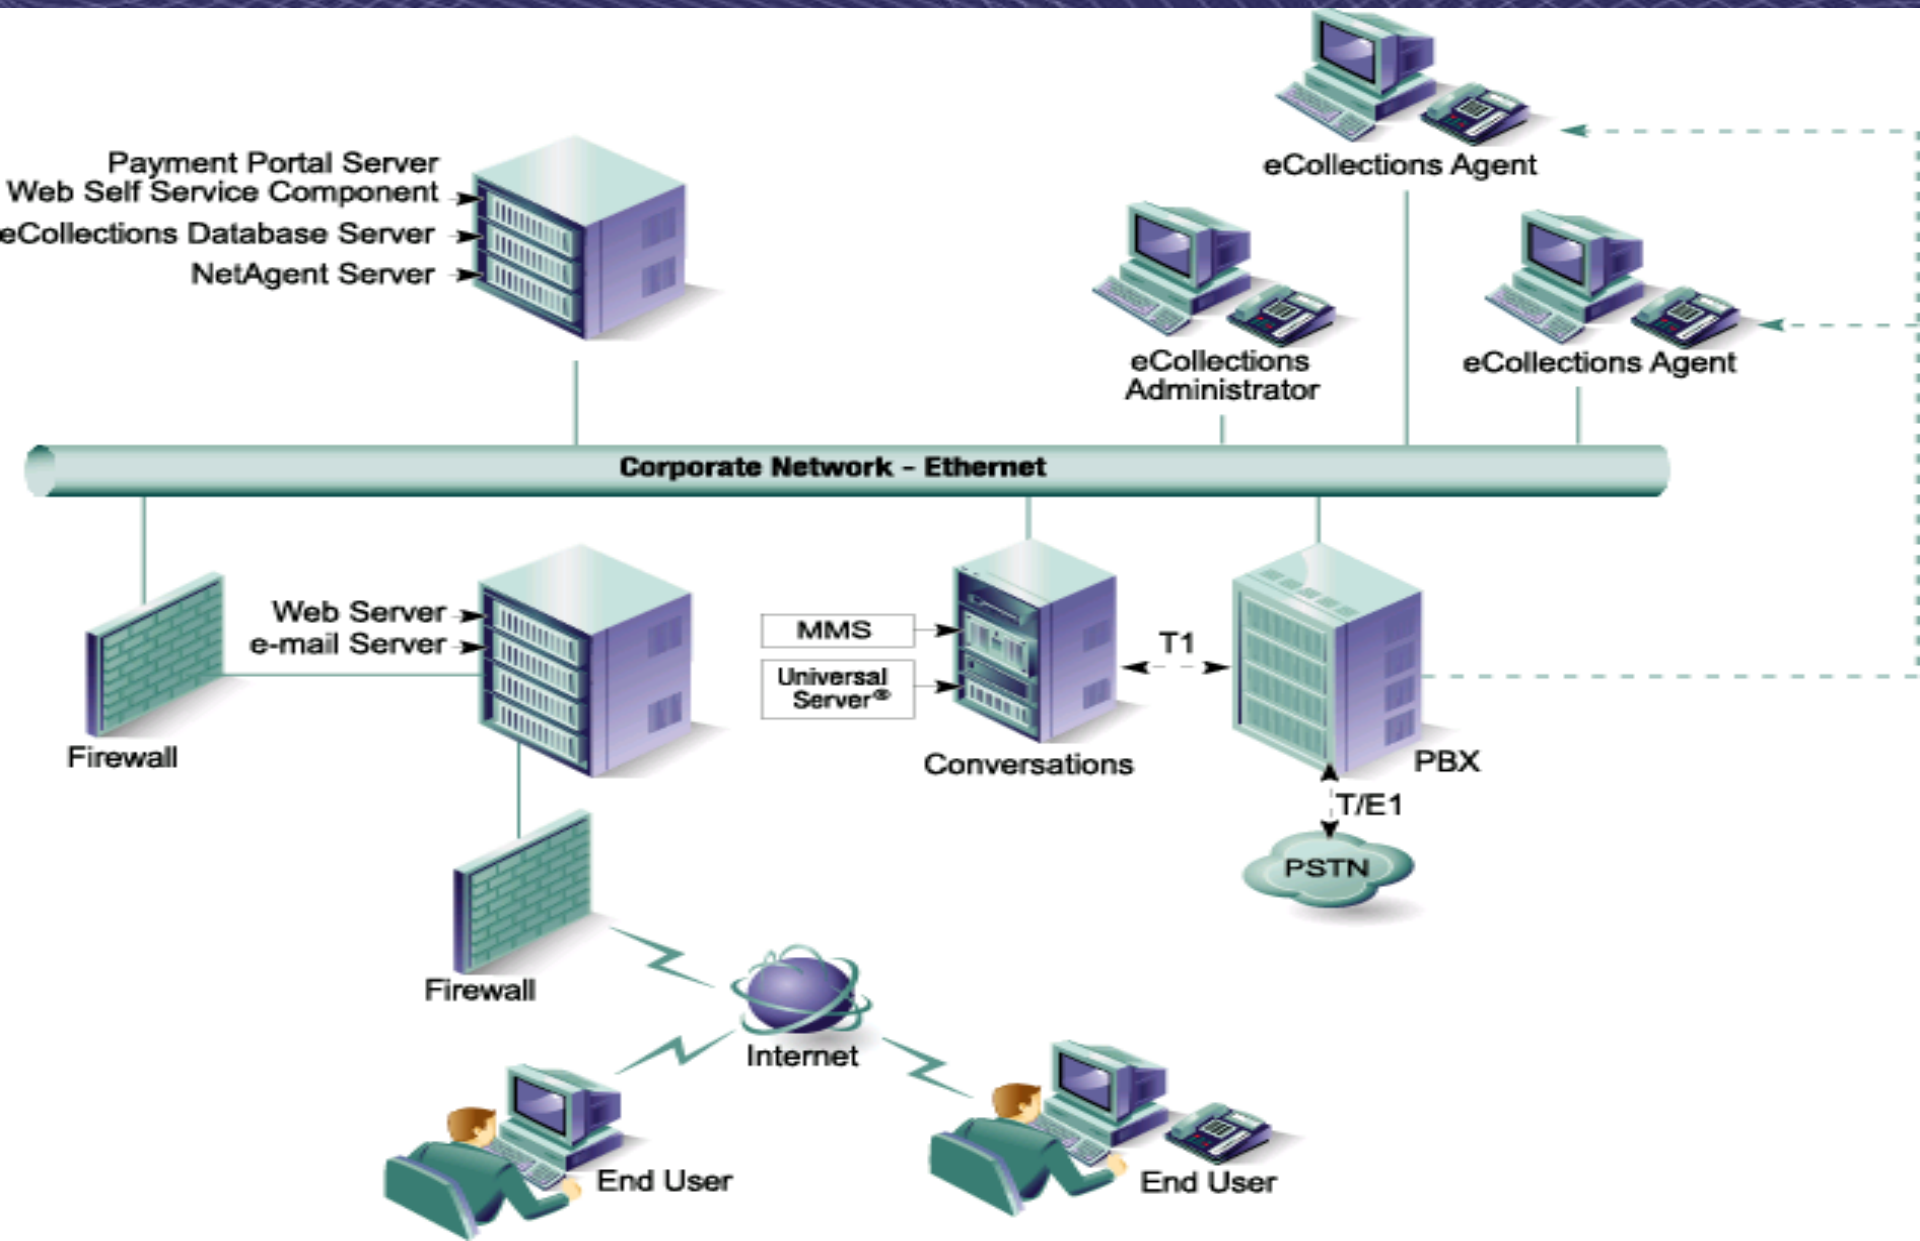 Payment Portal Server
Web Self Service Component
eCollections Database Server
NetAgent Server
eCollections Agent
eCollections
Administrator
eCollections Agent
Corporate Network - Ethernet
Firewall
Web Server
e-mail Server
MMS
Universal
Server®
Conversations
T1
PBX
T/E1
PSTN
Firewall
Internet
End User
End User